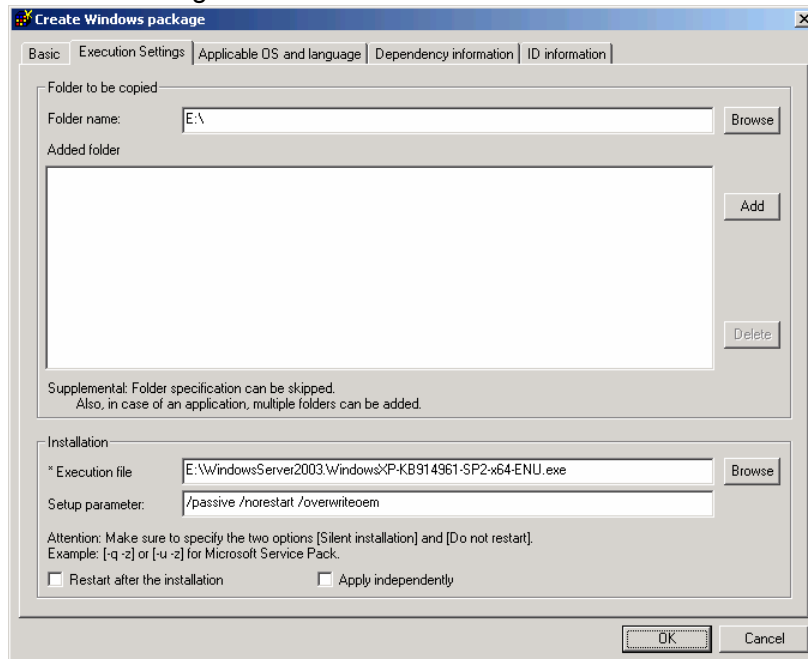 Create Windows package
Basic Execution Settings Applicable OS and language Dependency information ID information
Folder to be copied
Folder name: E:\ Browse
Added folder
Add
Delete
Supplemental: Folder specification can be skipped.
Also, in case of an application, multiple folders can be added.
Installation
* Execution file E:\WindowsServer2003.WindowsXP-KB914961-SP2-x64-ENU.exe Browse
Setup parameter: /passive /norestart /overwriteoem
Attention: Make sure to specify the two options [Silent installation] and [Do not restart].
Example: [-q -z] or [-u -z] for Microsoft Service Pack.
Restart after the installation Apply independently
OK Cancel